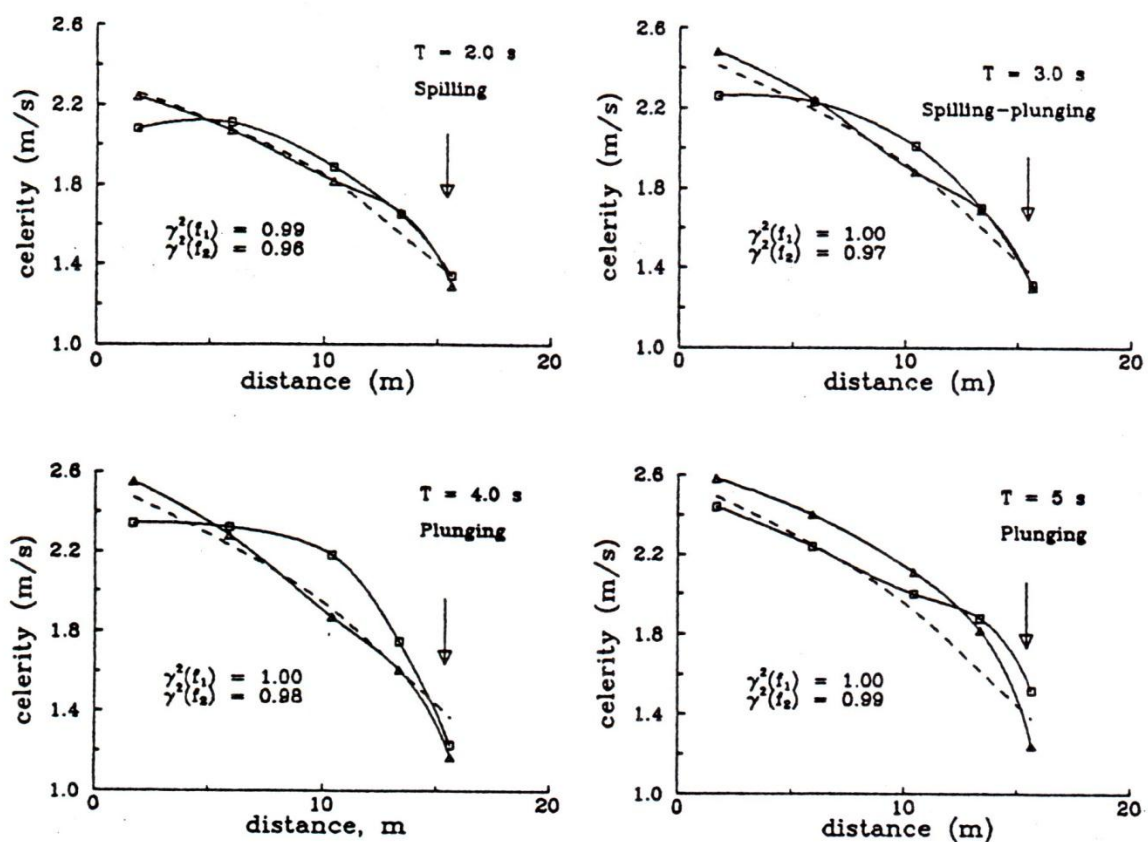 2.6
2.2
1.8
1.4
1.0
celerity (m/s)
T = 2.0 s
Spilling
γ²(f₁) = 0.99
γ²(f₂) = 0.96
0
10
20
distance (m)
2.6
2.2
1.8
1.4
1.0
celerity (m/s)
T = 3.0 s
Spilling-plunging
γ²(f₁) = 1.00
γ²(f₂) = 0.97
0
10
20
distance (m)
2.6
2.2
1.8
1.4
1.0
celerity (m/s)
T = 4.0 s
Plunging
γ²(f₁) = 1.00
γ²(f₂) = 0.98
0
10
20
distance, m
2.6
2.2
1.8
1.4
1.0
celerity (m/s)
T = 5 s
Plunging
γ²(f₁) = 1.00
γ²(f₂) = 0.99
0
10
20
distance (m)